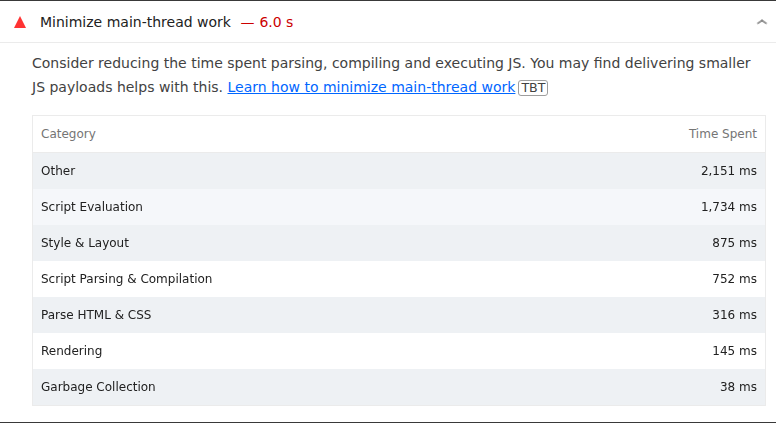 Minimize main-thread work — 6.0 s
Consider reducing the time spent parsing, compiling and executing JS. You may find delivering smaller
JS payloads helps with this. Learn how to minimize main-thread work TBT
Category Time Spent
Other 2,151 ms
Script Evaluation 1,734 ms
Style & Layout 875 ms
Script Parsing & Compilation 752 ms
Parse HTML & CSS 316 ms
Rendering 145 ms
Garbage Collection 38 ms